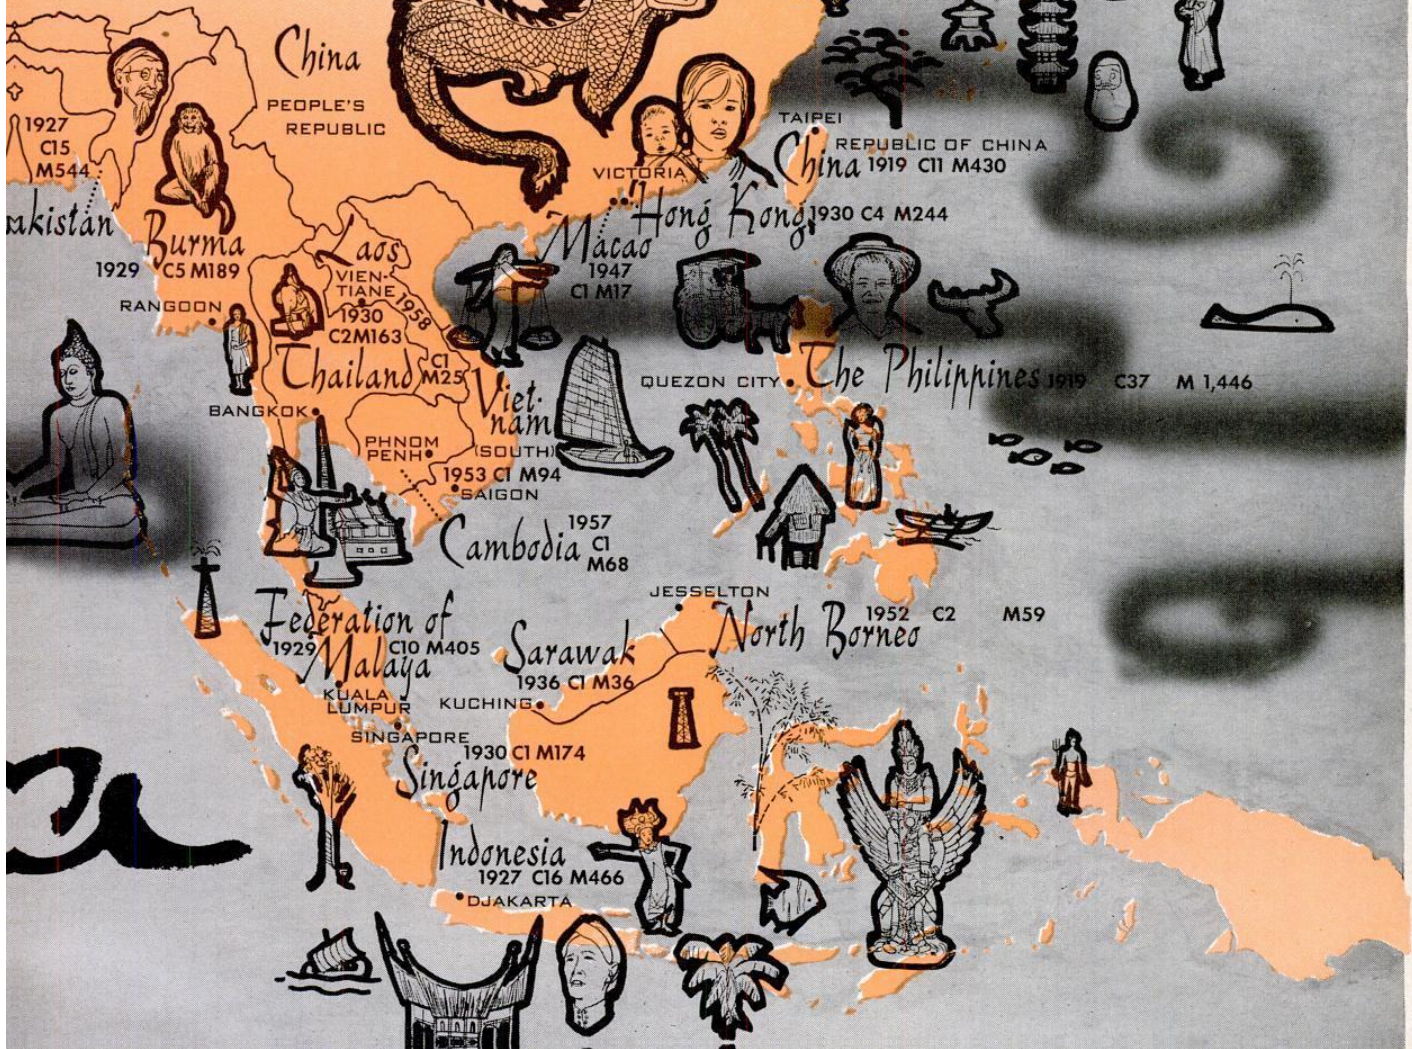 China
PEOPLE'S
REPUBLIC
1927
C15
M544
akistán
Burma
1929 C5 M189
RANGOON
Laos
VIEN-
TIANE 1958
1930
C2 M163
Thailand C1
M25
BANGKOK
VICTORIA
Hong Kong 1930 C4 M244
Macao
1947
C1 M17
TAIPEI
REPUBLIC OF CHINA
China 1919 C11 M430
QUEZON CITY
The Philippines 1919 C37 M 1,446
Viet-
nam
(SOUTH)
1953 C1 M94
SAIGON
PHNOM
PENH
Cambodia 1957
C1
M68
Federation of
1929 Malaya C10 M405
KUALA
LUMPUR
SINGAPORE
1930 C1 M174
Singapore
JESSELTON
North Borneo 1952 C2 M59
Sarawak
1936 C1 M36
KUCHING
Indonesia
1927 C16 M466
DJAKARTA